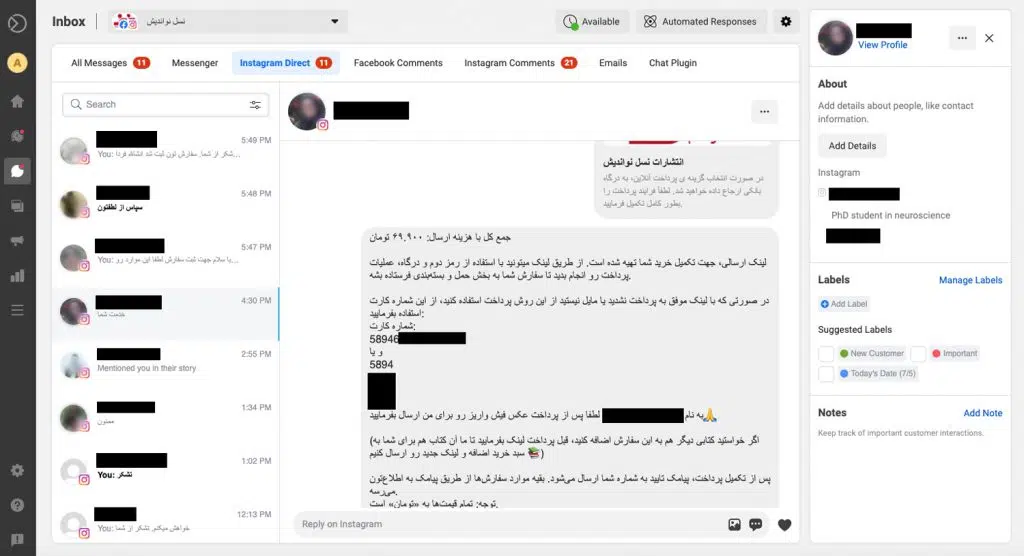 Inbox
نسل نواندیش
Available
Automated Responses
All Messages 11
Messenger
Instagram Direct 11
Facebook Comments
Instagram Comments 21
Emails
Chat Plugin
Search
5:49 PM
You: تشکر از شما. سفارش تون ثبت شد انشاالله فردا...
5:48 PM
سپاس از لطفتون
5:47 PM
You: با سلام جهت ثبت سفارش لطفا این موارد رو...
4:30 PM
خدمت شما
2:55 PM
Mentioned you in their story
1:34 PM
ممنون
1:02 PM
You: تشکر
12:13 PM
You: خواهش میکنم تشکر از شما
انتشارات نسل نواندیش
در صورت انتخاب گزینه ی پرداخت آنلاین، به درگاه
بانکی ارجاع داده خواهید شد. لطفاً فرایند پرداخت را
بطور کامل تکمیل فرمایید.
جمع کل با هزینه ارسال: ۶۹,۹۰۰ تومان
لینک ارسالی، جهت تکمیل خرید شما تهیه شده است. از طریق لینک میتونید با استفاده از رمز دوم و درگاه، عملیات
پرداخت رو انجام بدید تا سفارش شما به بخش حمل و بسته‌بندی فرستاده بشه.
در صورتی که با لینک موفق به پرداخت نشدید یا مایل نیستید از این روش پرداخت استفاده کنید، از این شماره کارت
استفاده بفرمایید:
شماره کارت:
58946
و یا
5894
به نام لطفا پس از پرداخت عکس فیش واریز رو برای من ارسال بفرمایید🙏
(اگر خواستید کتابی دیگر هم به این سفارش اضافه کنید، قبل پرداخت لینک بفرمایید تا ما آن کتاب هم برای شما به
سبد خرید اضافه و لینک جدید رو ارسال کنیم 📚)
پس از تکمیل پرداخت، پیامک تایید به شماره شما ارسال می‌شود. بقیه موارد سفارش‌ها از طریق پیامک به اطلاع‌تون
می‌رسه.
توجه: تمام قیمت‌ها به «تومان» است.
Reply on Instagram
View Profile
About
Add details about people, like contact
information.
Add Details
Instagram
PhD student in neuroscience
Labels
Manage Labels
Add Label
Suggested Labels
New Customer
Important
Today's Date (7/5)
Notes
Add Note
Keep track of important customer interactions.